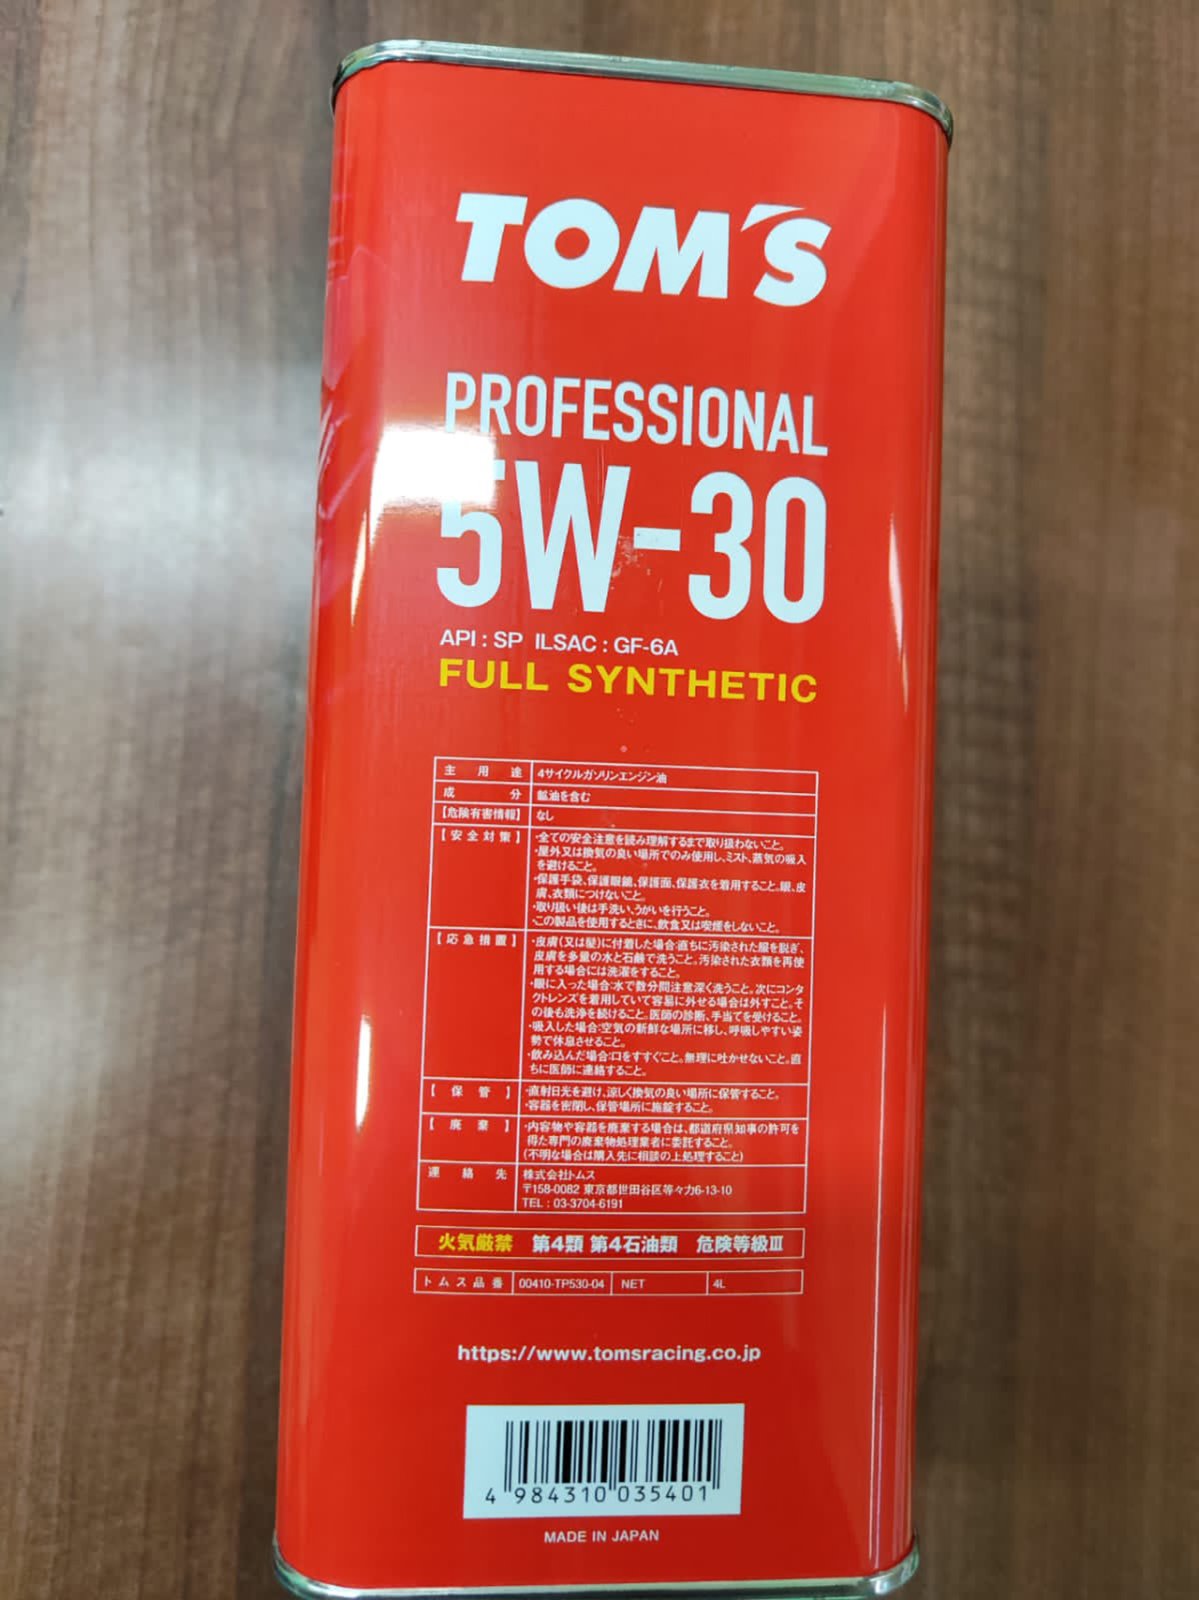 TOM'S
PROFESSIONAL
5W-30
API : SP ILSAC : GF-6A
FULL SYNTHETIC
主用途 4サイクルガソリンエンジン油
成分 鉱油を含む
【危険有害情報】 なし
【安全対策】 ・全ての安全注意を読み理解するまで取り扱わないこと。
・屋外又は換気の良い場所でのみ使用し、ミスト、蒸気の吸入
を避けること。
・保護手袋、保護眼鏡、保護面、保護衣を着用すること。眼、皮
膚、衣類につけないこと。
・取り扱い後は手洗い、うがいを行うこと。
・この製品を使用するときに、飲食又は喫煙をしないこと。
【応急措置】 ・皮膚(又は髪)に付着した場合:直ちに汚染された服を脱ぎ、
皮膚を多量の水と石鹸で洗うこと。汚染された衣類を再使
用する場合には洗濯をすること。
・眼に入った場合:水で数分間注意深く洗うこと。次にコンタ
クトレンズを着用していて容易に外せる場合は外すこと。そ
の後も洗浄を続けること。医師の診断、手当てを受けること。
・吸入した場合:空気の新鮮な場所に移し、呼吸しやすい姿
勢で休息させること。
・飲み込んだ場合:口をすすぐこと。無理に吐かせないこと。直
ちに医師に連絡すること。
【保管】 ・直射日光を避け、涼しく換気の良い場所に保管すること。
・容器を密閉し、保管場所に施錠すること。
【廃棄】 ・内容物や容器を廃棄する場合は、都道府県知事の許可を
得た専門の廃棄物処理業者に委託すること。
(不明な場合は購入先に相談の上処理すること)
連絡先 株式会社トムス
〒158-0082 東京都世田谷区等々力6-13-10
TEL : 03-3704-6191
火気厳禁 第4類 第4石油類 危険等級Ⅲ
トムス品番 00410-TP530-04 NET 4L
https://www.tomsracing.co.jp
4 984310 035401
MADE IN JAPAN